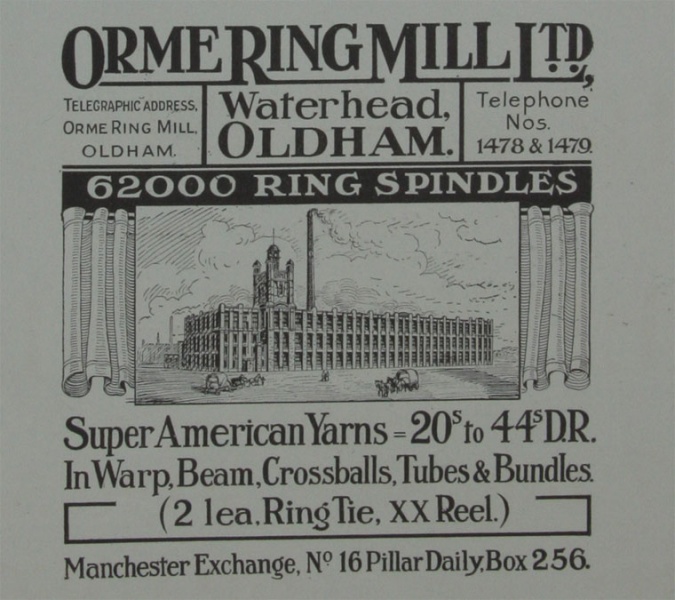 ORME RING MILL LTD.,
TELEGRAPHIC ADDRESS,
ORME RING MILL,
OLDHAM.
Waterhead,
OLDHAM.
Telephone
Nos.
1478 & 1479.
62000 RING SPINDLES
Super American Yarns = 20s to 44s D.R.
In Warp, Beam, Crossballs, Tubes & Bundles.
(2 lea. Ring Tie, XX Reel.)
Manchester Exchange, No 16 Pillar Daily, Box 256.